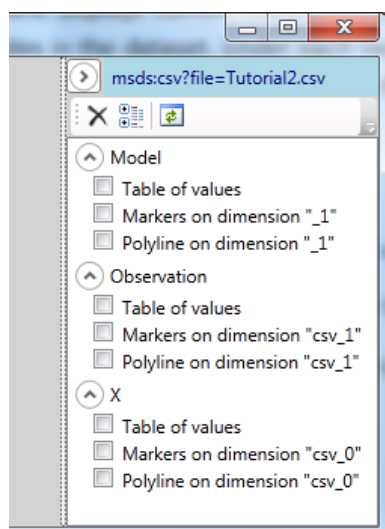 msds:csv?file=Tutorial2.csv
Model
Table of values
Markers on dimension "_1"
Polyline on dimension "_1"
Observation
Table of values
Markers on dimension "csv_1"
Polyline on dimension "csv_1"
X
Table of values
Markers on dimension "csv_0"
Polyline on dimension "csv_0"